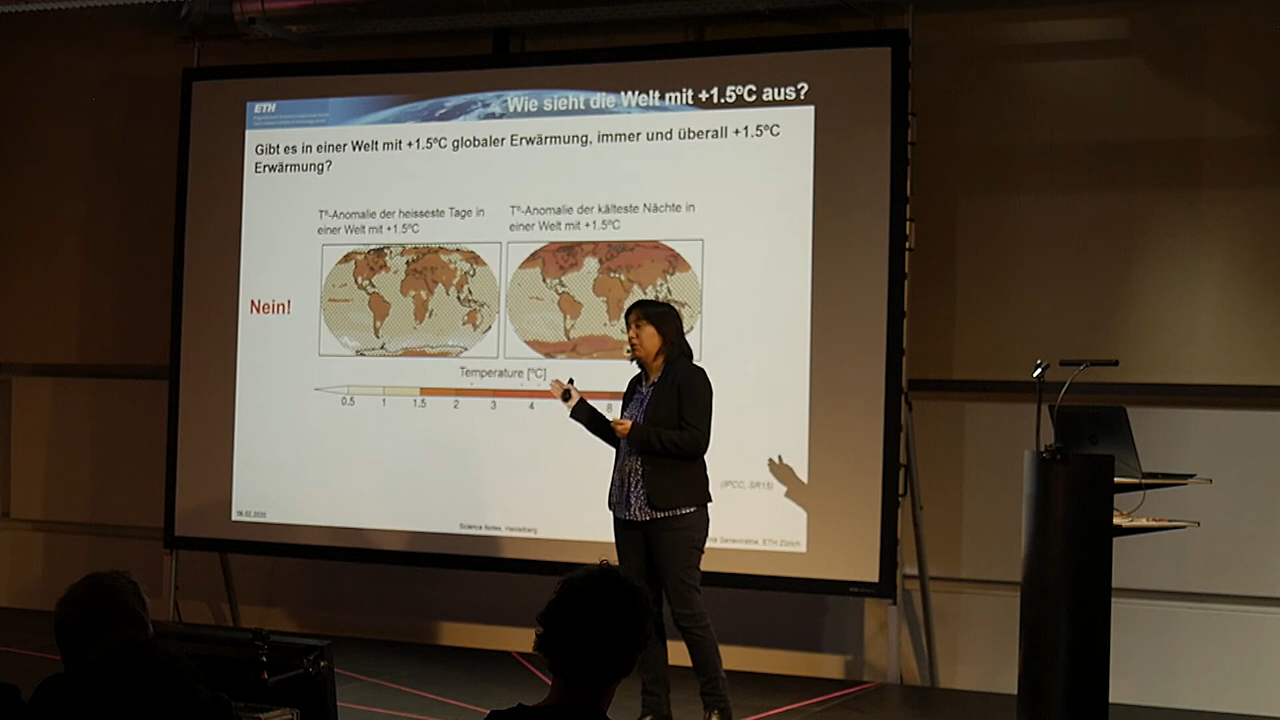 ETH
Wie sieht die Welt mit +1.5ºC aus?
Gibt es in einer Welt mit +1.5ºC globaler Erwärmung, immer und überall +1.5ºC
Erwärmung?
Tª-Anomalie der heisseste Tage in
einer Welt mit +1.5ºC
Tª-Anomalie der kälteste Nächte in
einer Welt mit +1.5ºC
Nein!
Temperature [ºC]
0.5 1 1.5 2 3 4 8
(IPCC, SR15)
06.02.2020
Science Notes, Heidelberg
Seneviratne, ETH Zürich